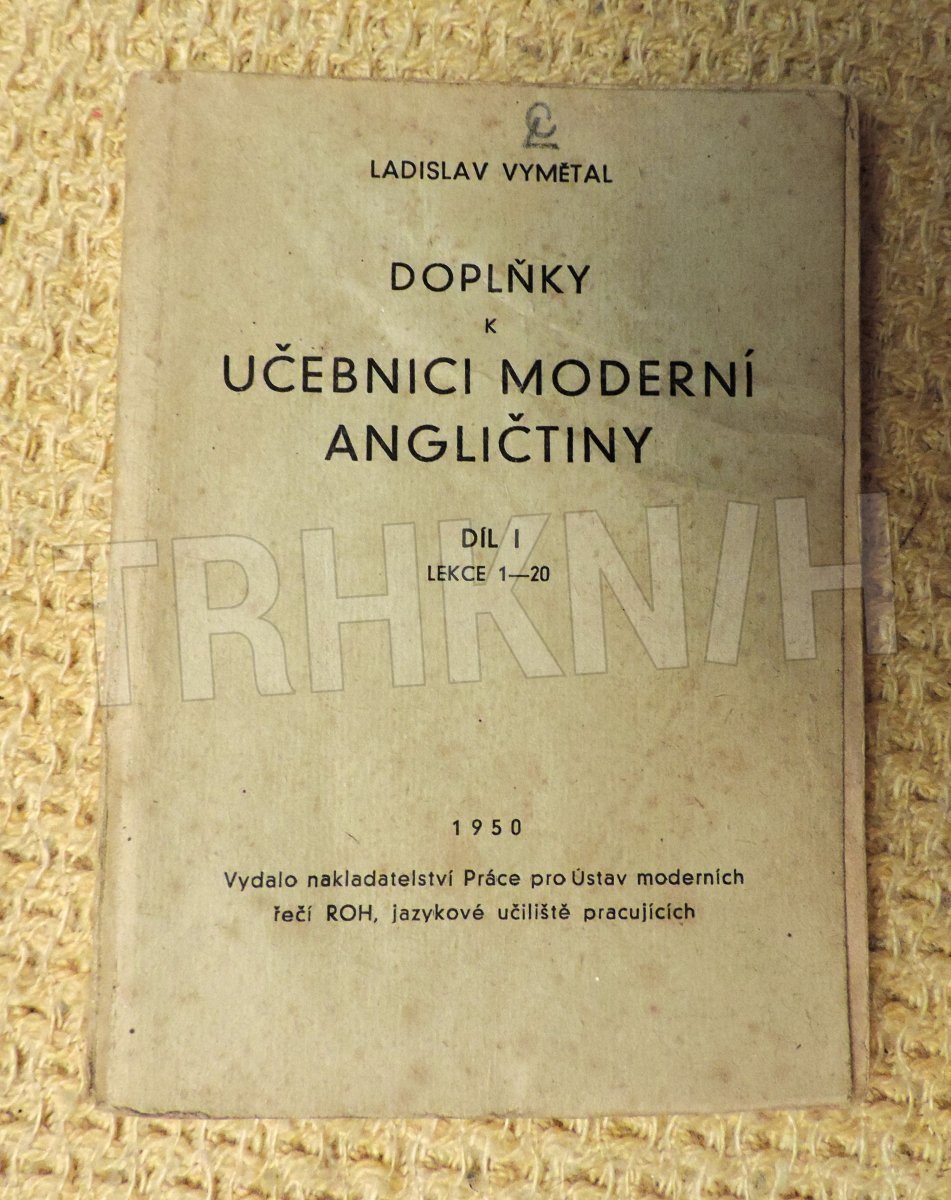 LADISLAV VYMĚTAL
DOPLŇKY
K
UČEBNICI MODERNÍ
ANGLIČTINY
DÍL I
LEKCE 1—20
TRHKNIH
1950
Vydalo nakladatelství Práce pro Ústav moderních
řečí ROH, jazykové učiliště pracujících